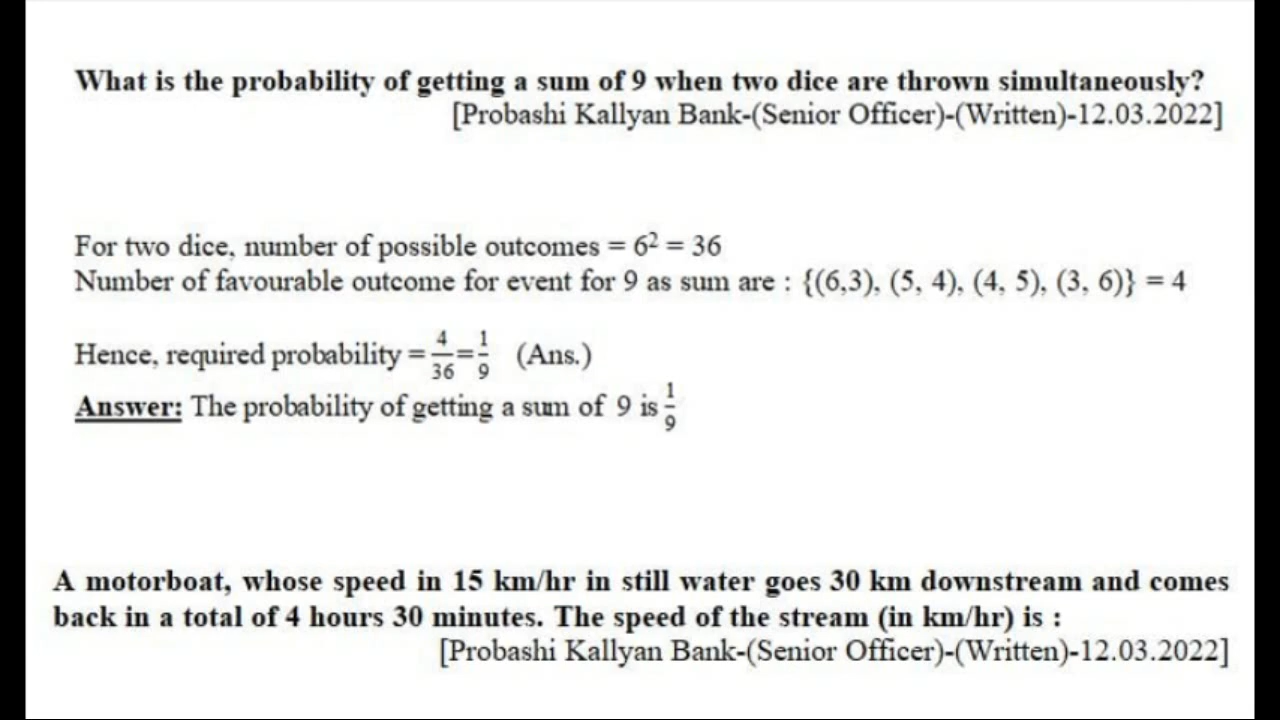 What is the probability of getting a sum of 9 when two dice are thrown simultaneously?
[Probashi Kallyan Bank-(Senior Officer)-(Written)-12.03.2022]
For two dice, number of possible outcomes = 6² = 36
Number of favourable outcome for event for 9 as sum are : {(6,3), (5, 4), (4, 5), (3, 6)} = 4
Hence, required probability = 4/36 = 1/9 (Ans.)
Answer: The probability of getting a sum of 9 is 1/9
A motorboat, whose speed in 15 km/hr in still water goes 30 km downstream and comes
back in a total of 4 hours 30 minutes. The speed of the stream (in km/hr) is :
[Probashi Kallyan Bank-(Senior Officer)-(Written)-12.03.2022]